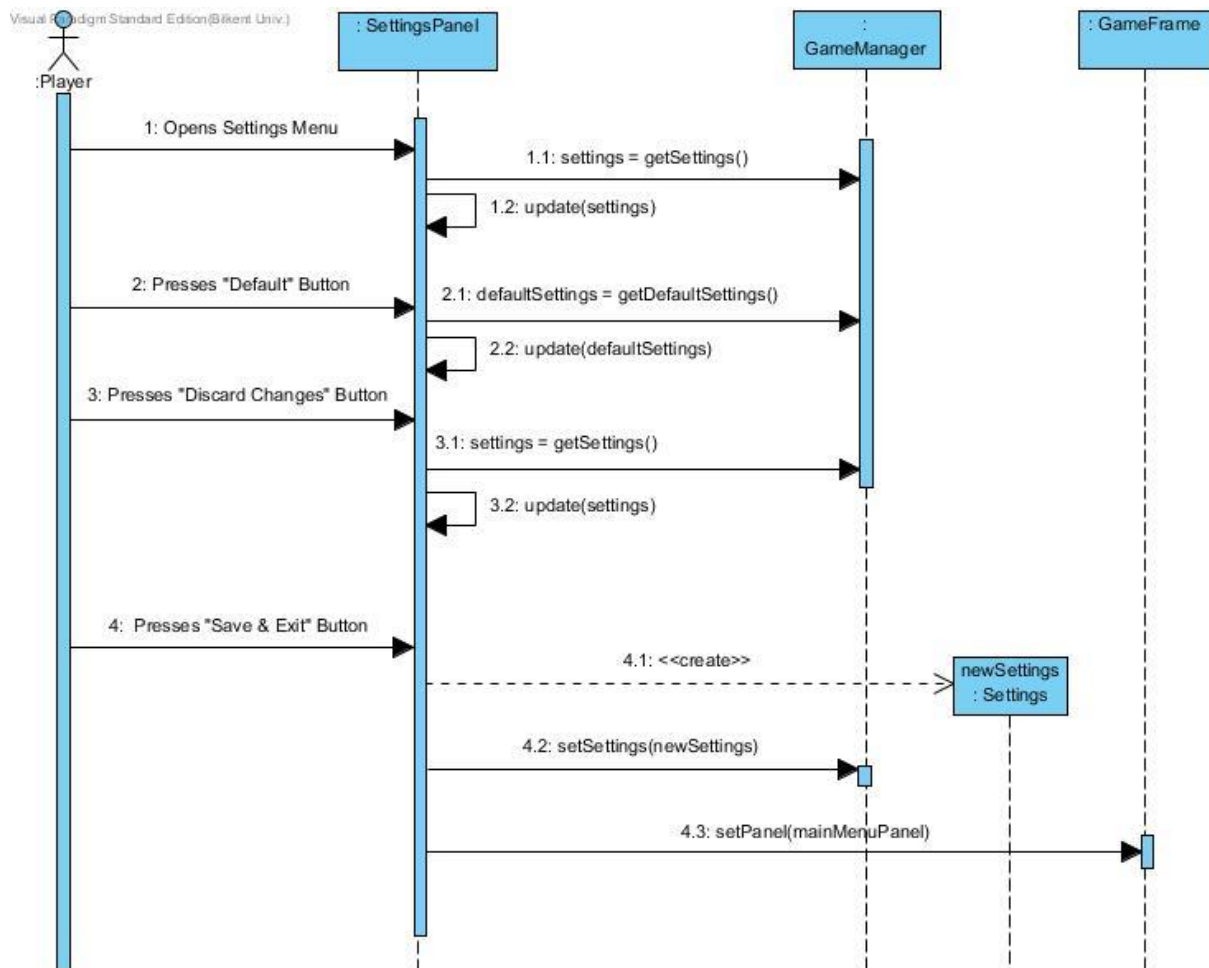 Visual Paradigm Standard Edition(Bilkent Univ.)
:Player
: SettingsPanel
:
GameManager
: GameFrame
1: Opens Settings Menu
1.1: settings = getSettings()
1.2: update(settings)
2: Presses "Default" Button
2.1: defaultSettings = getDefaultSettings()
2.2: update(defaultSettings)
3: Presses "Discard Changes" Button
3.1: settings = getSettings()
3.2: update(settings)
4: Presses "Save & Exit" Button
4.1: <<create>>
newSettings
: Settings
4.2: setSettings(newSettings)
4.3: setPanel(mainMenuPanel)